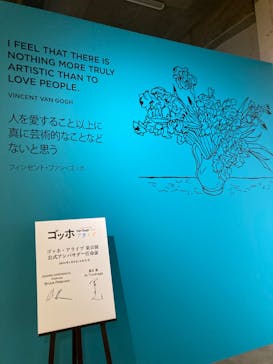 I FEEL THAT THERE IS
NOTHING MORE TRULY
ARTISTIC THAN TO
LOVE PEOPLE.
VINCENT VAN GOGH
人を愛すること以上に
真に芸術的なことなど
ないと思う
フィンセント・ファン・ゴッホ
ゴッホ
ゴッホ・アライブ 東京展
公式アンバサダー任命式